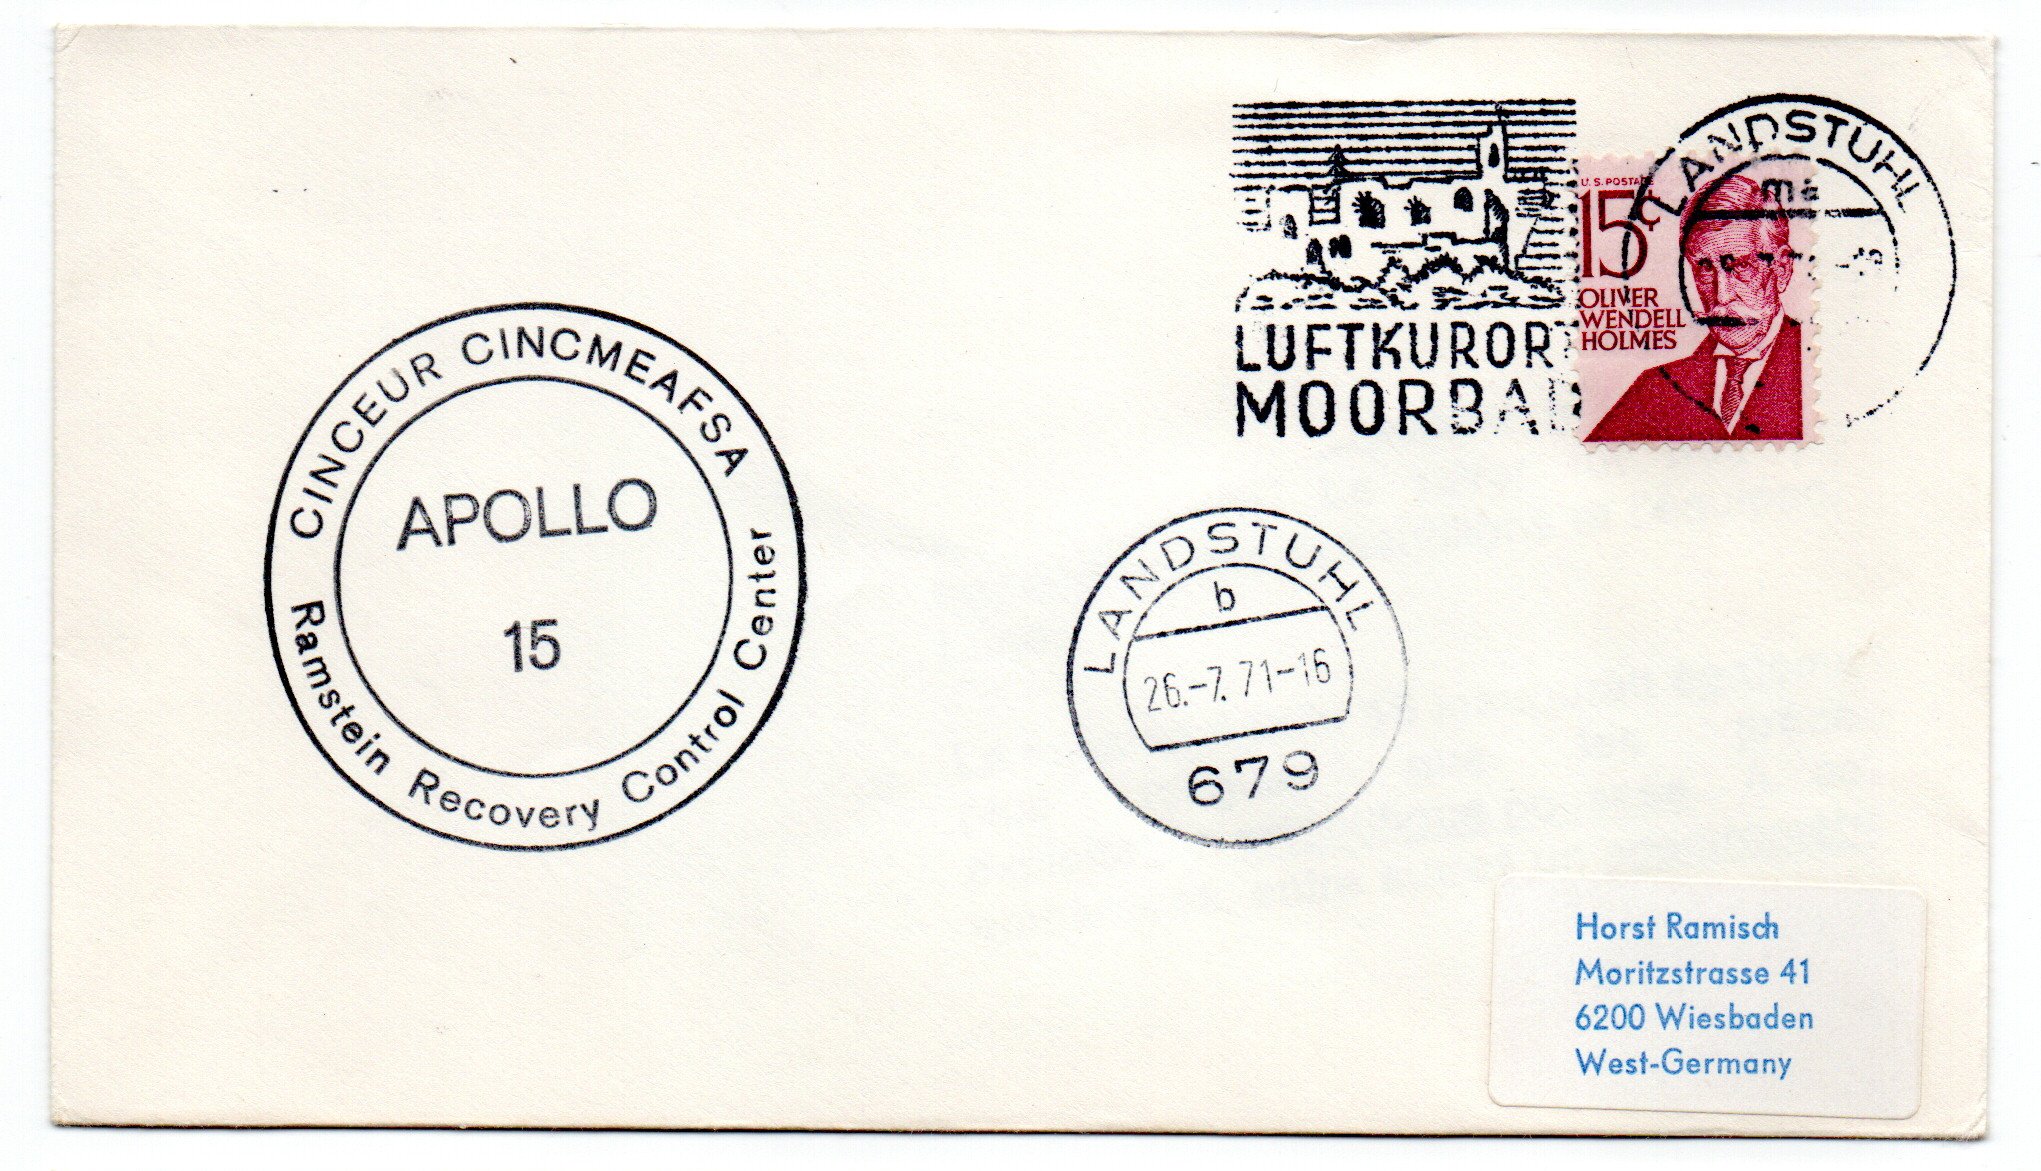 LANDSTUHL
U.S. POSTAGE
15¢
OLIVER
WENDELL
HOLMES
LUFTKURORT
MOORBAD
CINCEUR CINCMEAFSA
APOLLO
15
Ramstein Recovery Control Center
LANDSTUHL
b
26.-7.71-16
679
Horst Ramisch
Moritzstrasse 41
6200 Wiesbaden
West-Germany